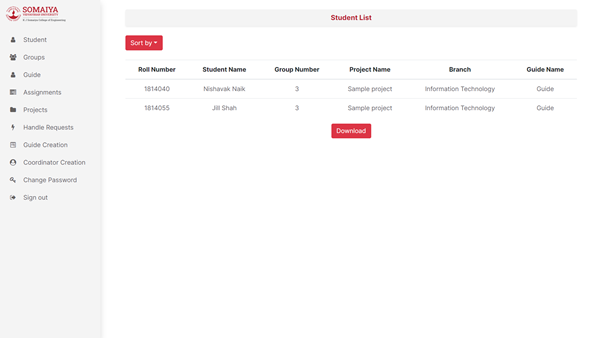 SOMAIYA
VIDYAVIHAR UNIVERSITY
K J Somaiya College of Engineering
Student
Groups
Guide
Assignments
Projects
Handle Requests
Guide Creation
Coordinator Creation
Change Password
Sign out
Student List
Sort by
Roll Number Student Name Group Number Project Name Branch Guide Name
1814040 Nishavak Naik 3 Sample project Information Technology Guide
1814055 Jill Shah 3 Sample project Information Technology Guide
Download